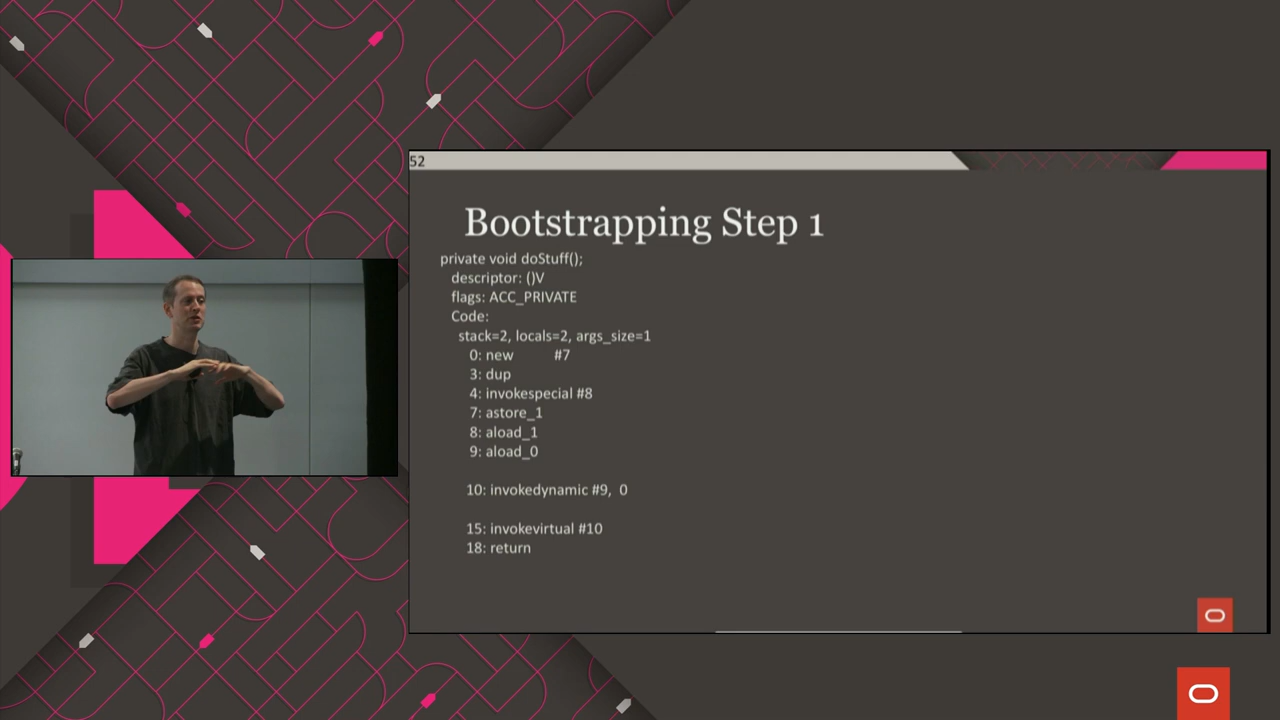 52
Bootstrapping Step 1
private void doStuff();
descriptor: ()V
flags: ACC_PRIVATE
Code:
stack=2, locals=2, args_size=1
0: new #7
3: dup
4: invokespecial #8
7: astore_1
8: aload_1
9: aload_0
10: invokedynamic #9, 0
15: invokevirtual #10
18: return